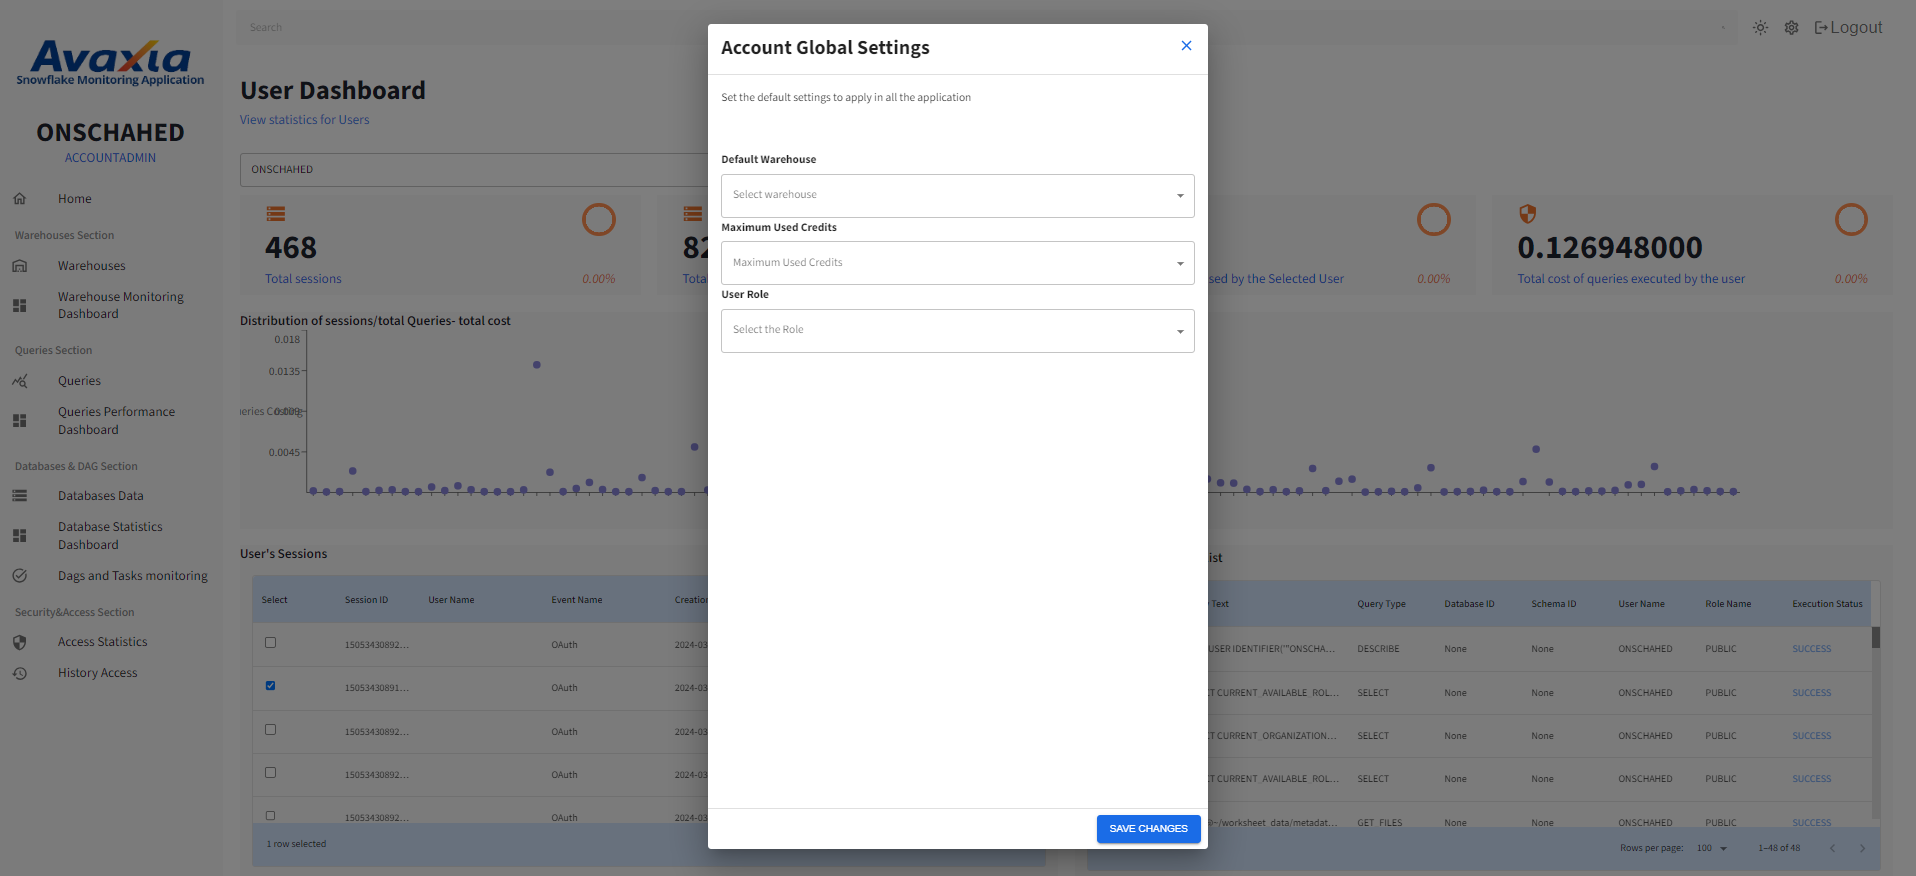 Avaxia
Snowflake Monitoring Application
ONSCHAHED
ACCOUNTADMIN
Home
Warehouses Section
Warehouses
Warehouse Monitoring
Dashboard
Queries Section
Queries
Queries Performance
Dashboard
Databases & DAG Section
Databases Data
Database Statistics
Dashboard
Dags and Tasks monitoring
Security&Access Section
Access Statistics
History Access
Search
Logout
User Dashboard
View statistics for Users
ONSCHAHED
468
Total sessions
0.00%
82
Total
sed by the Selected User
0.00%
0.126948000
Total cost of queries executed by the user
0.00%
Distribution of sessions/total Queries- total cost
0.018
0.0135
0.009
eries Costing
0.0045
User's Sessions
Select Session ID User Name Event Name Creation
15053430892... OAuth 2024-03
15053430891... OAuth 2024-03
15053430892... OAuth 2024-03
15053430892... OAuth 2024-03
15053430892... OAuth 2024-03
1 row selected
Account Global Settings
Set the default settings to apply in all the application
Default Warehouse
Select warehouse
Maximum Used Credits
Maximum Used Credits
User Role
Select the Role
SAVE CHANGES
ist
Text Query Type Database ID Schema ID User Name Role Name Execution Status
USER IDENTIFIER('"ONSCHA... DESCRIBE None None ONSCHAHED PUBLIC SUCCESS
T CURRENT_AVAILABLE_ROL... SELECT None None ONSCHAHED PUBLIC SUCCESS
T CURRENT_ORGANIZATION... SELECT None None ONSCHAHED PUBLIC SUCCESS
T CURRENT_AVAILABLE_ROL... SELECT None None ONSCHAHED PUBLIC SUCCESS
@~/worksheet_data/metadat... GET_FILES None None ONSCHAHED PUBLIC SUCCESS
Rows per page: 100 1–48 of 48